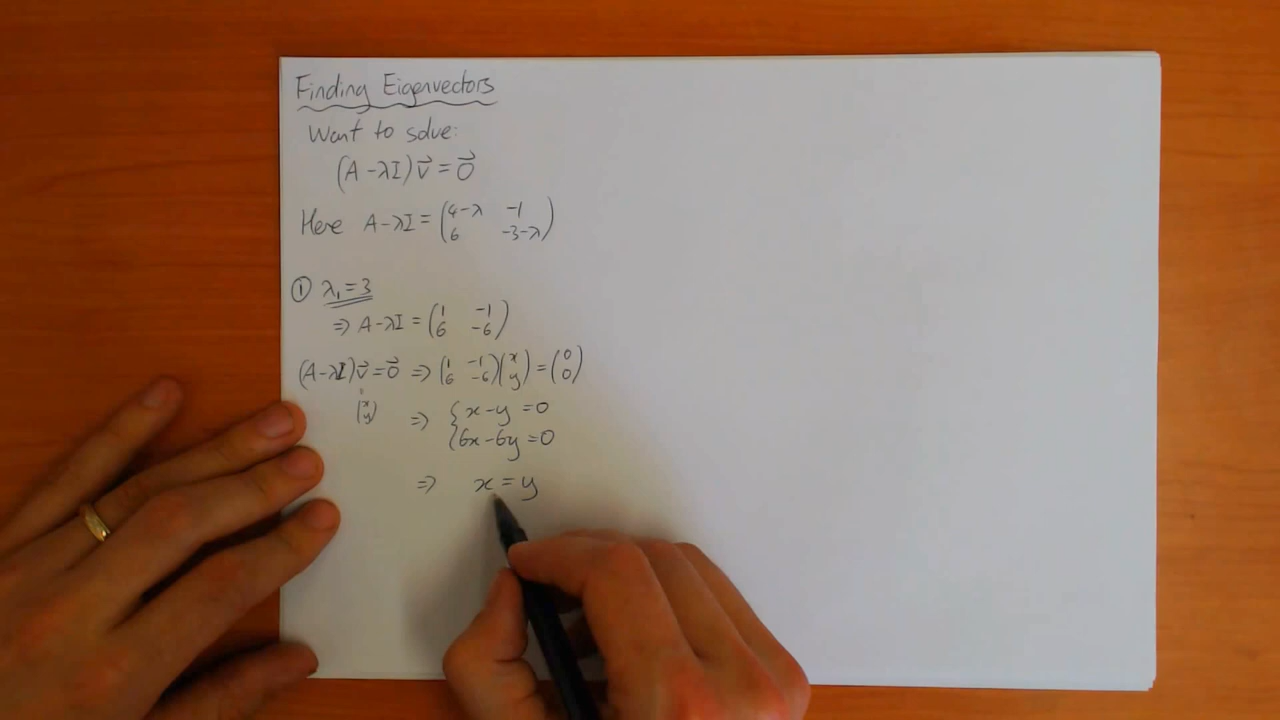 Finding Eigenvectors
Want to solve:
(A-λI)v⃗=0⃗
Here A-λI=(4-λ -1
6 -3-λ)
① λ₁=3
⇒ A-λI=(1 -1
6 -6)
(A-λI)v⃗=0⃗ ⇒ (1 -1
6 -6)(x
y)=(0
0)
(x
y)
⇒ {x-y=0
6x-6y=0
⇒ x=y